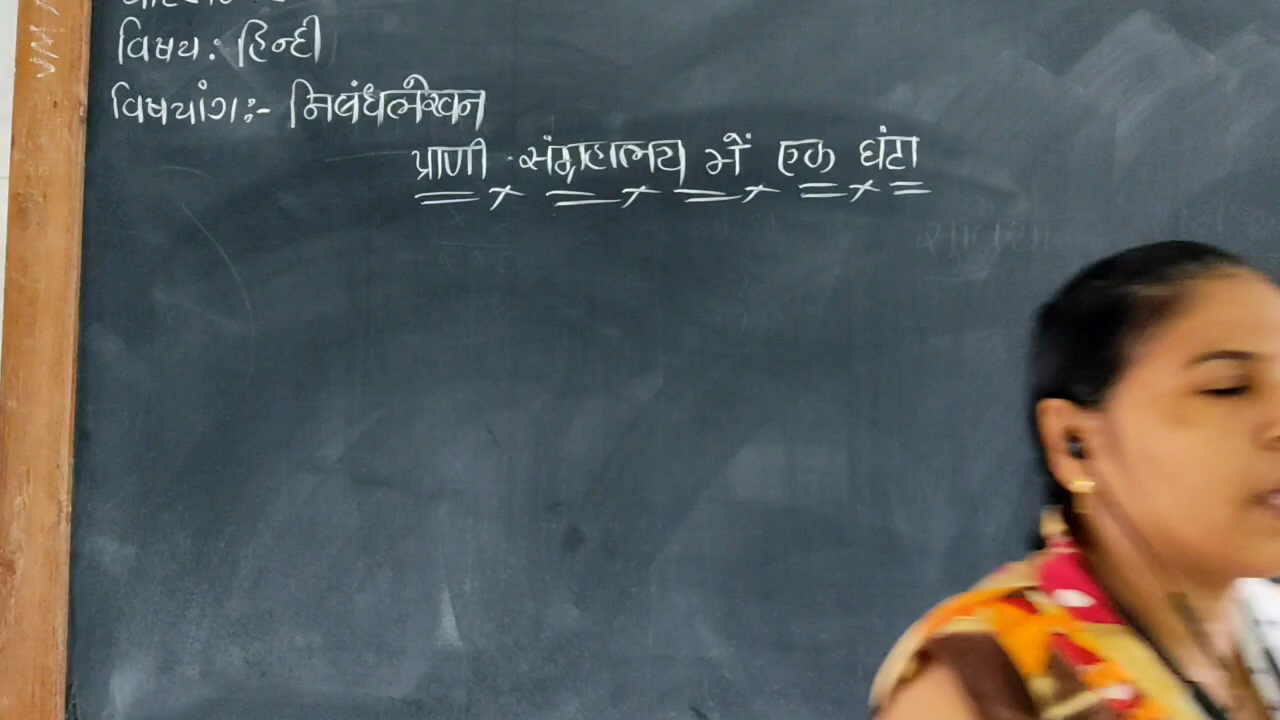 विषय: हिन्दी
विषयांग:- निबंधलेखन
प्राणी संग्रहालय में एक घंटा